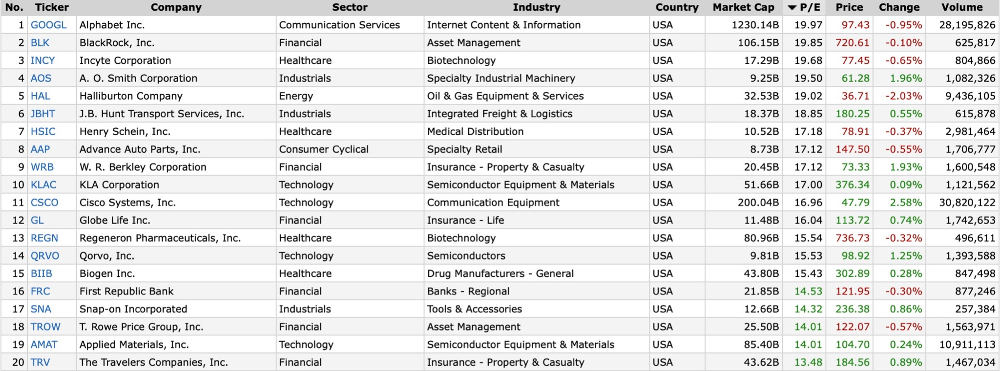 No. Ticker Company Sector Industry Country Market Cap ▼ P/E Price Change Volume
1 GOOGL Alphabet Inc. Communication Services Internet Content & Information USA 1230.14B 19.97 97.43 -0.95% 28,195,826
2 BLK BlackRock, Inc. Financial Asset Management USA 106.15B 19.85 720.61 -0.10% 625,817
3 INCY Incyte Corporation Healthcare Biotechnology USA 17.29B 19.68 77.45 -0.65% 804,866
4 AOS A. O. Smith Corporation Industrials Specialty Industrial Machinery USA 9.25B 19.50 61.28 1.96% 1,082,326
5 HAL Halliburton Company Energy Oil & Gas Equipment & Services USA 32.53B 19.02 36.71 -2.03% 9,436,105
6 JBHT J.B. Hunt Transport Services, Inc. Industrials Integrated Freight & Logistics USA 18.37B 18.85 180.25 0.55% 615,878
7 HSIC Henry Schein, Inc. Healthcare Medical Distribution USA 10.52B 17.18 78.91 -0.37% 2,981,464
8 AAP Advance Auto Parts, Inc. Consumer Cyclical Specialty Retail USA 8.73B 17.12 147.50 -0.55% 1,706,777
9 WRB W. R. Berkley Corporation Financial Insurance - Property & Casualty USA 20.45B 17.12 73.33 1.93% 1,600,548
10 KLAC KLA Corporation Technology Semiconductor Equipment & Materials USA 51.66B 17.00 376.34 0.09% 1,121,562
11 CSCO Cisco Systems, Inc. Technology Communication Equipment USA 200.04B 16.96 47.79 2.58% 30,820,122
12 GL Globe Life Inc. Financial Insurance - Life USA 11.48B 16.04 113.72 0.74% 1,742,653
13 REGN Regeneron Pharmaceuticals, Inc. Healthcare Biotechnology USA 80.96B 15.54 736.73 -0.32% 496,611
14 QRVO Qorvo, Inc. Technology Semiconductors USA 9.81B 15.53 98.92 1.25% 1,393,588
15 BIIB Biogen Inc. Healthcare Drug Manufacturers - General USA 43.80B 15.43 302.89 0.28% 847,498
16 FRC First Republic Bank Financial Banks - Regional USA 21.85B 14.53 121.95 -0.30% 877,246
17 SNA Snap-on Incorporated Industrials Tools & Accessories USA 12.66B 14.32 236.38 0.86% 257,384
18 TROW T. Rowe Price Group, Inc. Financial Asset Management USA 25.50B 14.01 122.07 -0.57% 1,563,971
19 AMAT Applied Materials, Inc. Technology Semiconductor Equipment & Materials USA 85.40B 14.01 104.70 0.24% 10,911,113
20 TRV The Travelers Companies, Inc. Financial Insurance - Property & Casualty USA 43.62B 13.48 184.56 0.89% 1,467,034